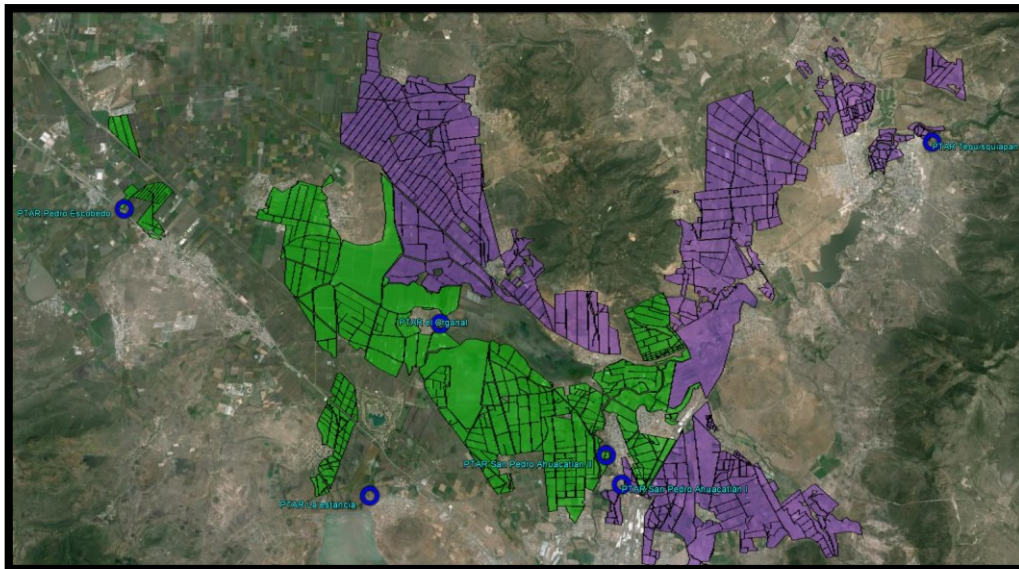 PTAR Tequisquiapan
PTAR Pedro Escobedo
PTAR el Organal
PTAR San Pedro Ahuacatlán II
PTAR San Pedro Ahuacatlán I
PTAR La estancia